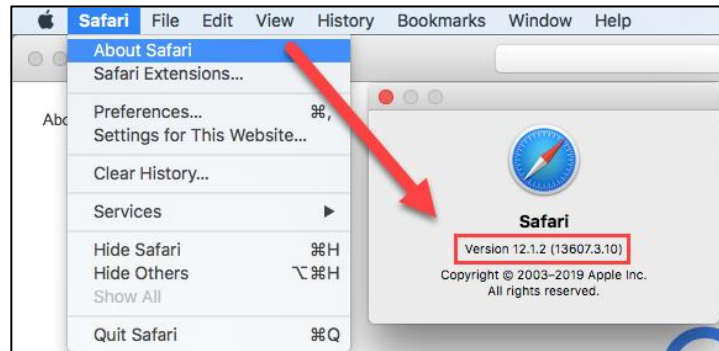 Safari File Edit View History Bookmarks Window Help
About Safari
Safari Extensions...
Preferences... ⌘,
Settings for This Website...
Clear History...
Services ▶
Hide Safari ⌘H
Hide Others ⌥⌘H
Show All
Quit Safari ⌘Q
Abo
Safari
Version 12.1.2 (13607.3.10)
Copyright © 2003–2019 Apple Inc.
All rights reserved.